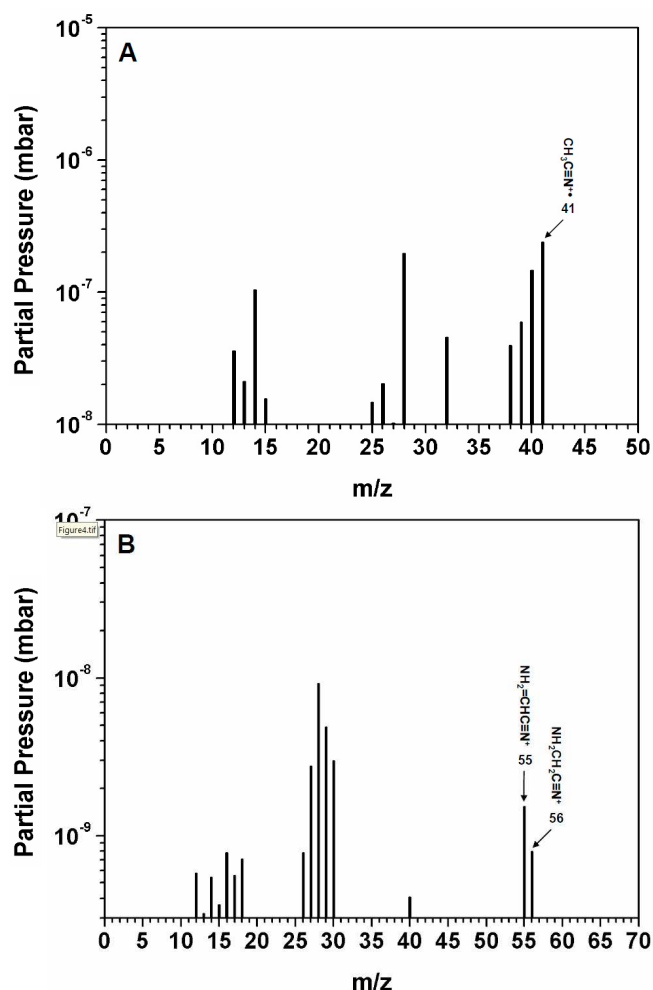 A
Partial Pressure (mbar)
10⁻⁵
10⁻⁶
10⁻⁷
10⁻⁸
CH₃C≡N⁺•
41
0 5 10 15 20 25 30 35 40 45 50
m/z
B
Figure4.tif
Partial Pressure (mbar)
10⁻⁷
10⁻⁸
10⁻⁹
NH₂=CHC≡N⁺
55
NH₂CH₂C≡N⁺
56
0 5 10 15 20 25 30 35 40 45 50 55 60 65 70
m/z